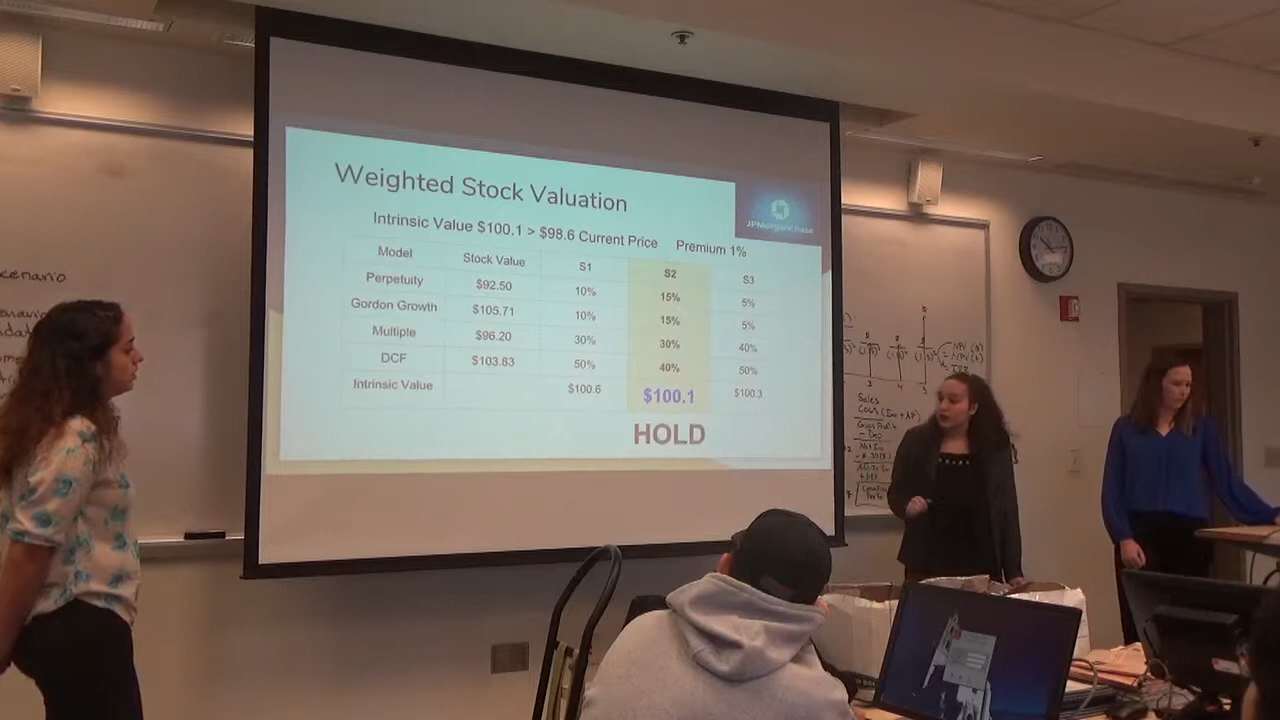 Weighted Stock Valuation
JPMORGANCHASE
Intrinsic Value $100.1 > $98.6 Current Price Premium 1%
Model Stock Value S1 S2 S3
Perpetuity $92.50 10% 15% 5%
Gordon Growth $105.71 10% 15% 5%
Multiple $96.20 30% 30% 40%
DCF $103.83 50% 40% 50%
Intrinsic Value $100.6 $100.1 $100.3
HOLD
cenario
Sales